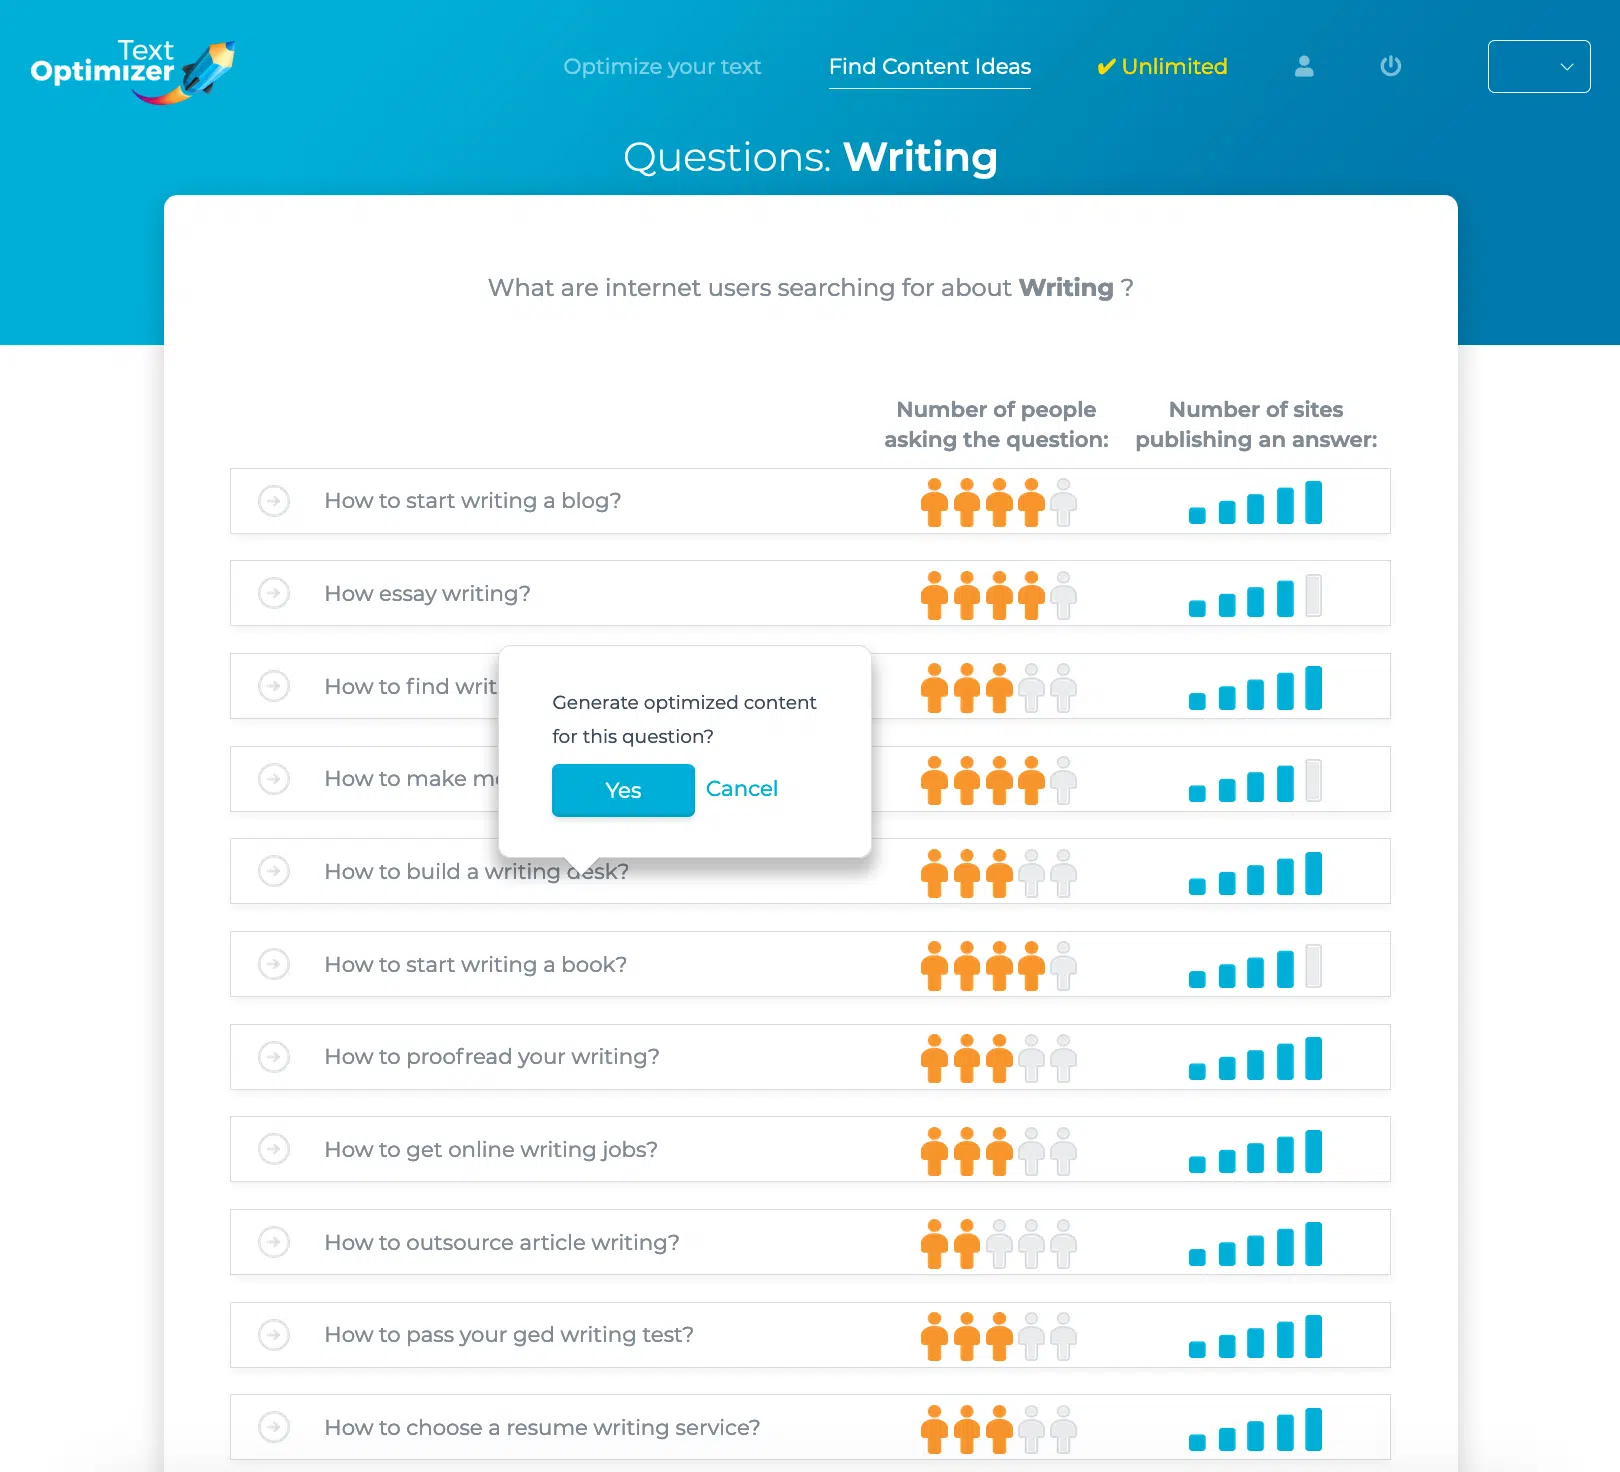 Text
Optimizer
Optimize your text
Find Content Ideas
✔ Unlimited
Questions: Writing
What are internet users searching for about Writing ?
Number of people
asking the question:
Number of sites
publishing an answer:
How to start writing a blog?
How essay writing?
How to find writ
Generate optimized content
for this question?
Yes
Cancel
How to make
How to build a writing desk?
How to start writing a book?
How to proofread your writing?
How to get online writing jobs?
How to outsource article writing?
How to pass your ged writing test?
How to choose a resume writing service?